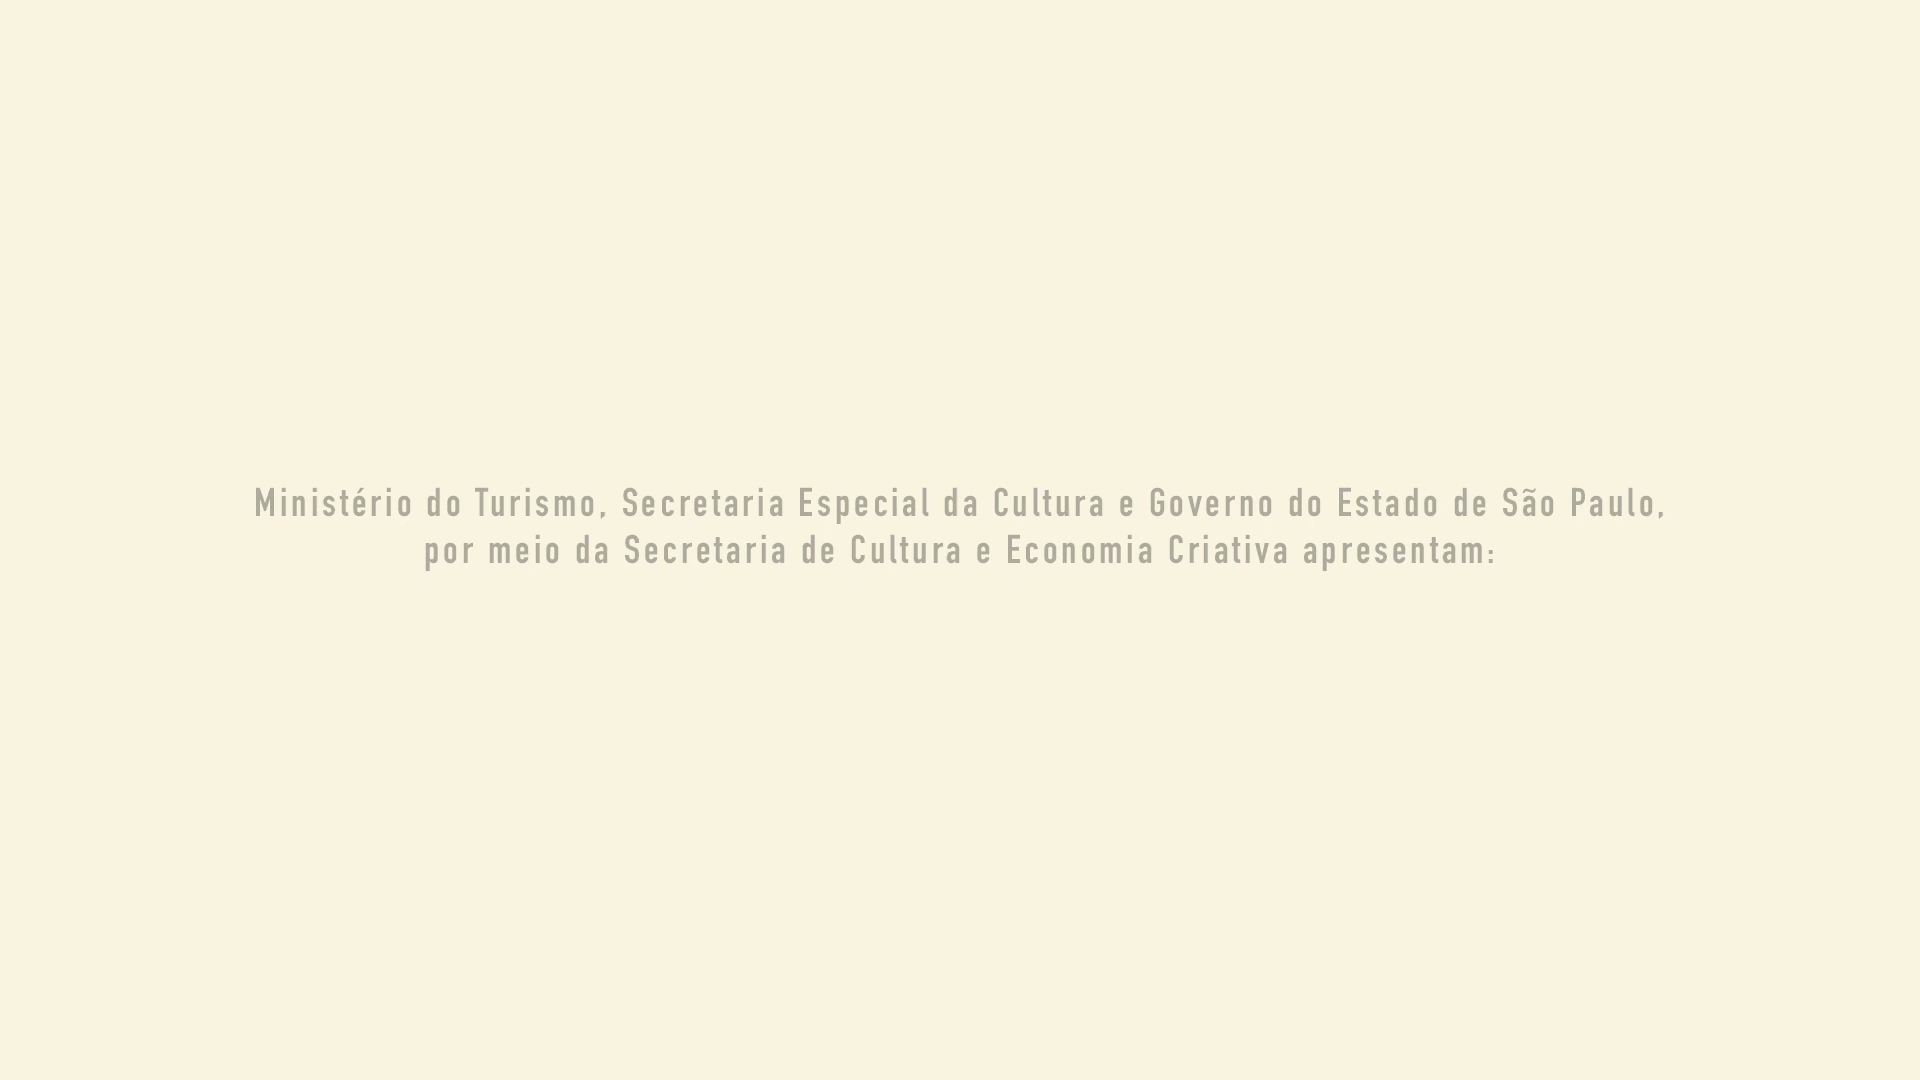 Ministério do Turismo, Secretaria Especial da Cultura e Governo do Estado de São Paulo,
por meio da Secretaria de Cultura e Economia Criativa apresentam: